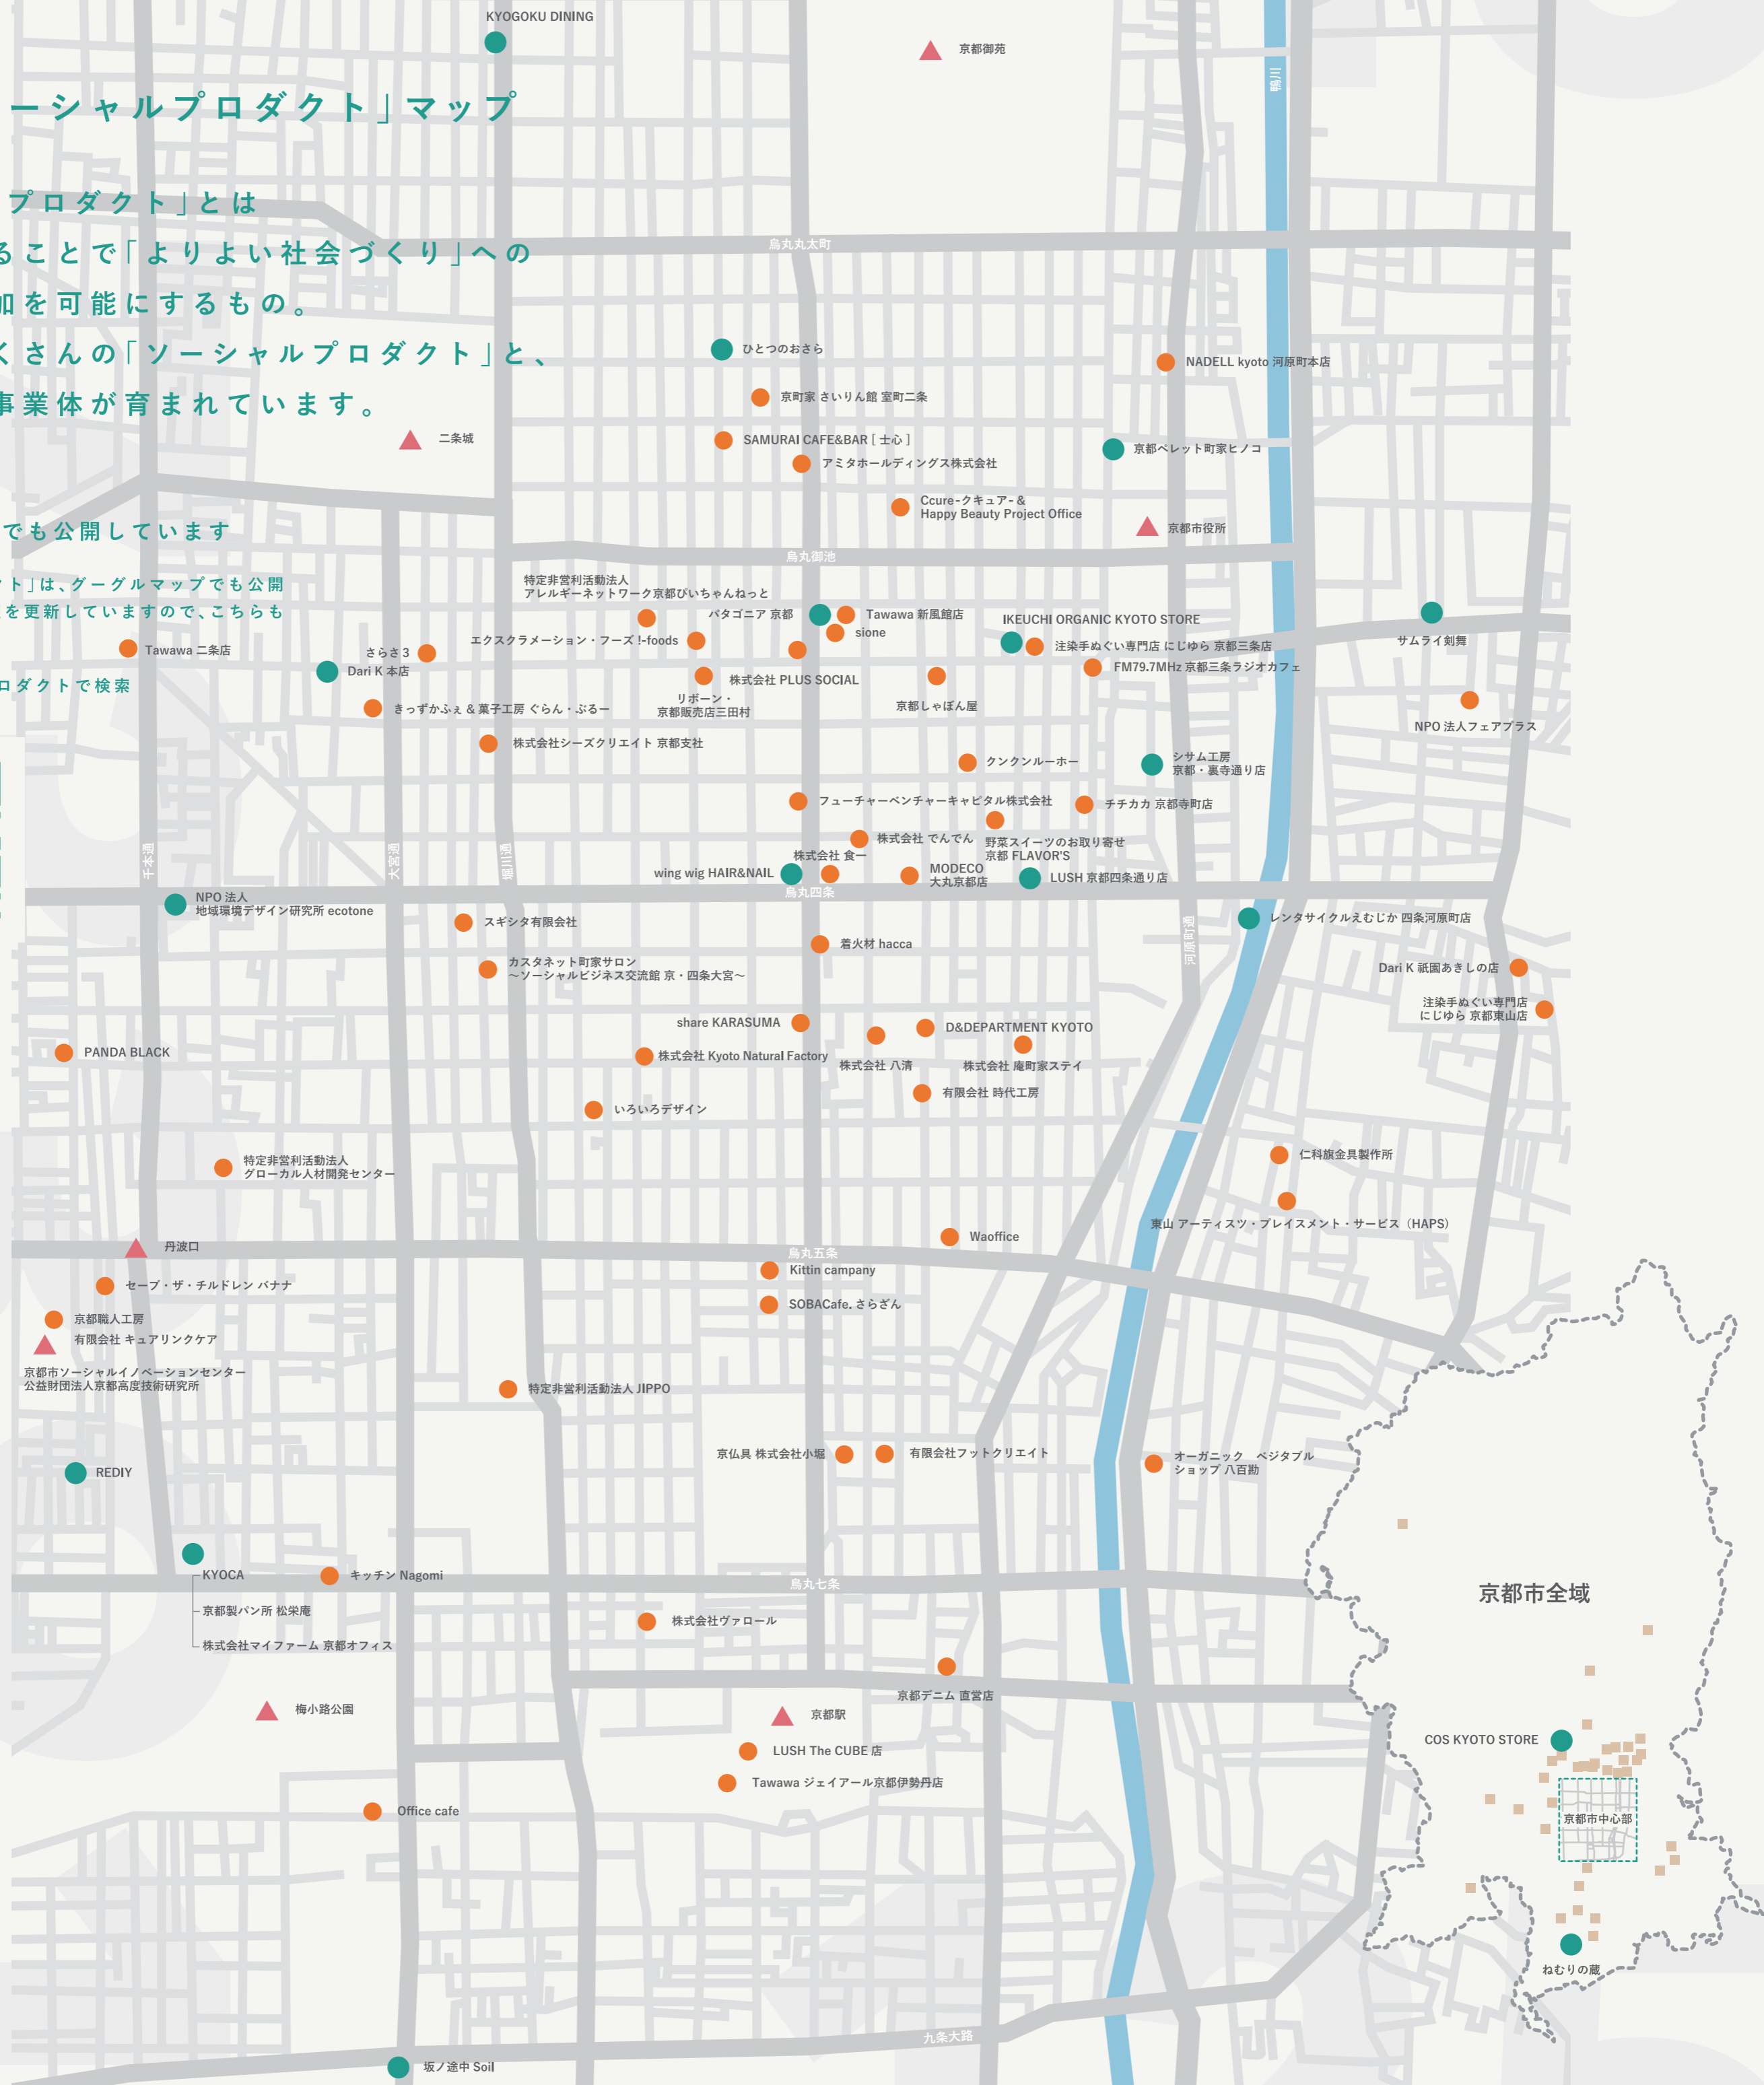 KYOGOKU DINING
京都御苑
鴨川
ーシャルプロダクト」マップ
プロダクト」とは
ることで「よりよい社会づくり」への
加を可能にするもの。
くさんの「ソーシャルプロダクト」と、
事業体が育まれています。
烏丸丸太町
ひとつのおさら
NADELL kyoto 河原町本店
京町家 さいりん館 室町二条
二条城
SAMURAI CAFE&BAR [ 士心 ]
京都ペレット町家ヒノコ
アミタホールディングス株式会社
Ccure-クキュア- &
Happy Beauty Project Office
京都市役所
でも公開しています
烏丸御池
クト」は、グーグルマップでも公開
を更新していますので、こちらも
ロダクトで検索
特定非営利活動法人
アレルギーネットワーク京都ぴいちゃんねっと
パタゴニア 京都
Tawawa 新風館店
sione
IKEUCHI ORGANIC KYOTO STORE
サムライ剣舞
Tawawa 二条店
さらさ3
エクスクラメーション・フーズ !-foods
注染手ぬぐい専門店 にじゆら 京都三条店
Dari K 本店
FM79.7MHz 京都三条ラジオカフェ
株式会社 PLUS SOCIAL
リボーン・
京都販売店三田村
京都しゃぼん屋
きっずかふぇ & 菓子工房 ぐらん・ぶるー
NPO 法人フェアプラス
株式会社シーズクリエイト 京都支社
クンクンルーホー
シサム工房
京都・裏寺通り店
フューチャーベンチャーキャピタル株式会社
チチカカ 京都寺町店
株式会社 でんでん
野菜スイーツのお取り寄せ
京都 FLAVOR'S
千本通
大宮通
堀川通
株式会社 食一
wing wig HAIR&NAIL
MODECO
大丸京都店
LUSH 京都四条通り店
烏丸四条
NPO 法人
地域環境デザイン研究所 ecotone
スギシタ有限会社
レンタサイクルえむじか 四条河原町店
河原町通
着火材 hacca
カスタネット町家サロン
〜ソーシャルビジネス交流館 京・四条大宮〜
Dari K 祇園あきしの店
注染手ぬぐい専門店
にじゆら 京都東山店
share KARASUMA
D&DEPARTMENT KYOTO
PANDA BLACK
株式会社 Kyoto Natural Factory
株式会社 八清
株式会社 庵町家ステイ
有限会社 時代工房
いろいろデザイン
特定非営利活動法人
グローカル人材開発センター
仁科旗金具製作所
東山 アーティスツ・プレイスメント・サービス（HAPS）
丹波口
Waoffice
烏丸五条
Kittin campany
セーブ・ザ・チルドレン バナナ
SOBACafe. さらざん
京都職人工房
有限会社 キュアリンクケア
京都市ソーシャルイノベーションセンター
公益財団法人京都高度技術研究所
特定非営利活動法人 JIPPO
京仏具 株式会社小堀
有限会社フットクリエイト
オーガニック　ベジタブル
ショップ 八百勘
REDIY
KYOCA
キッチン Nagomi
烏丸七条
京都市全域
京都製パン所 松栄庵
株式会社ヴァロール
株式会社マイファーム 京都オフィス
京都デニム 直営店
梅小路公園
京都駅
LUSH The CUBE 店
COS KYOTO STORE
Tawawa ジェイアール京都伊勢丹店
Office cafe
京都市中心部
ねむりの蔵
九条大路
坂ノ途中 Soil